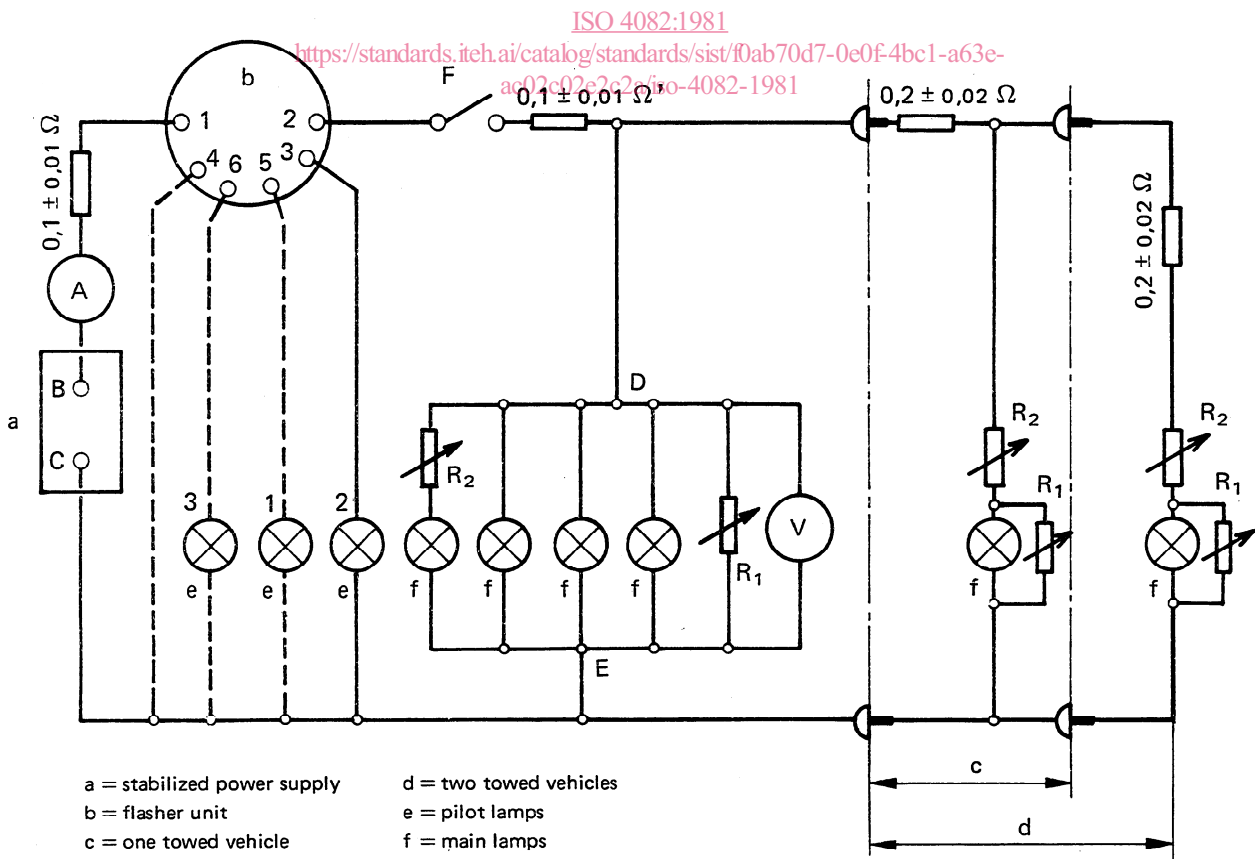 ISO 4082:1981
https://standards.iteh.ai/catalog/standards/sist/f0ab70d7-0e0f-4bc1-a63e-
ac02c02e2c2a/iso-4082-1981
b
F
0,1 ± 0,01 Ω
0,2 ± 0,02 Ω
1
2
3
4
6
5
0,1 ± 0,01 Ω
0,2 ± 0,02 Ω
A
B
a
C
D
R2
R2
R2
R1
R1
3
1
2
V
R1
e
e
e
f
f
f
f
f
f
E
c
d
a = stabilized power supply
b = flasher unit
c = one towed vehicle
d = two towed vehicles
e = pilot lamps
f = main lamps